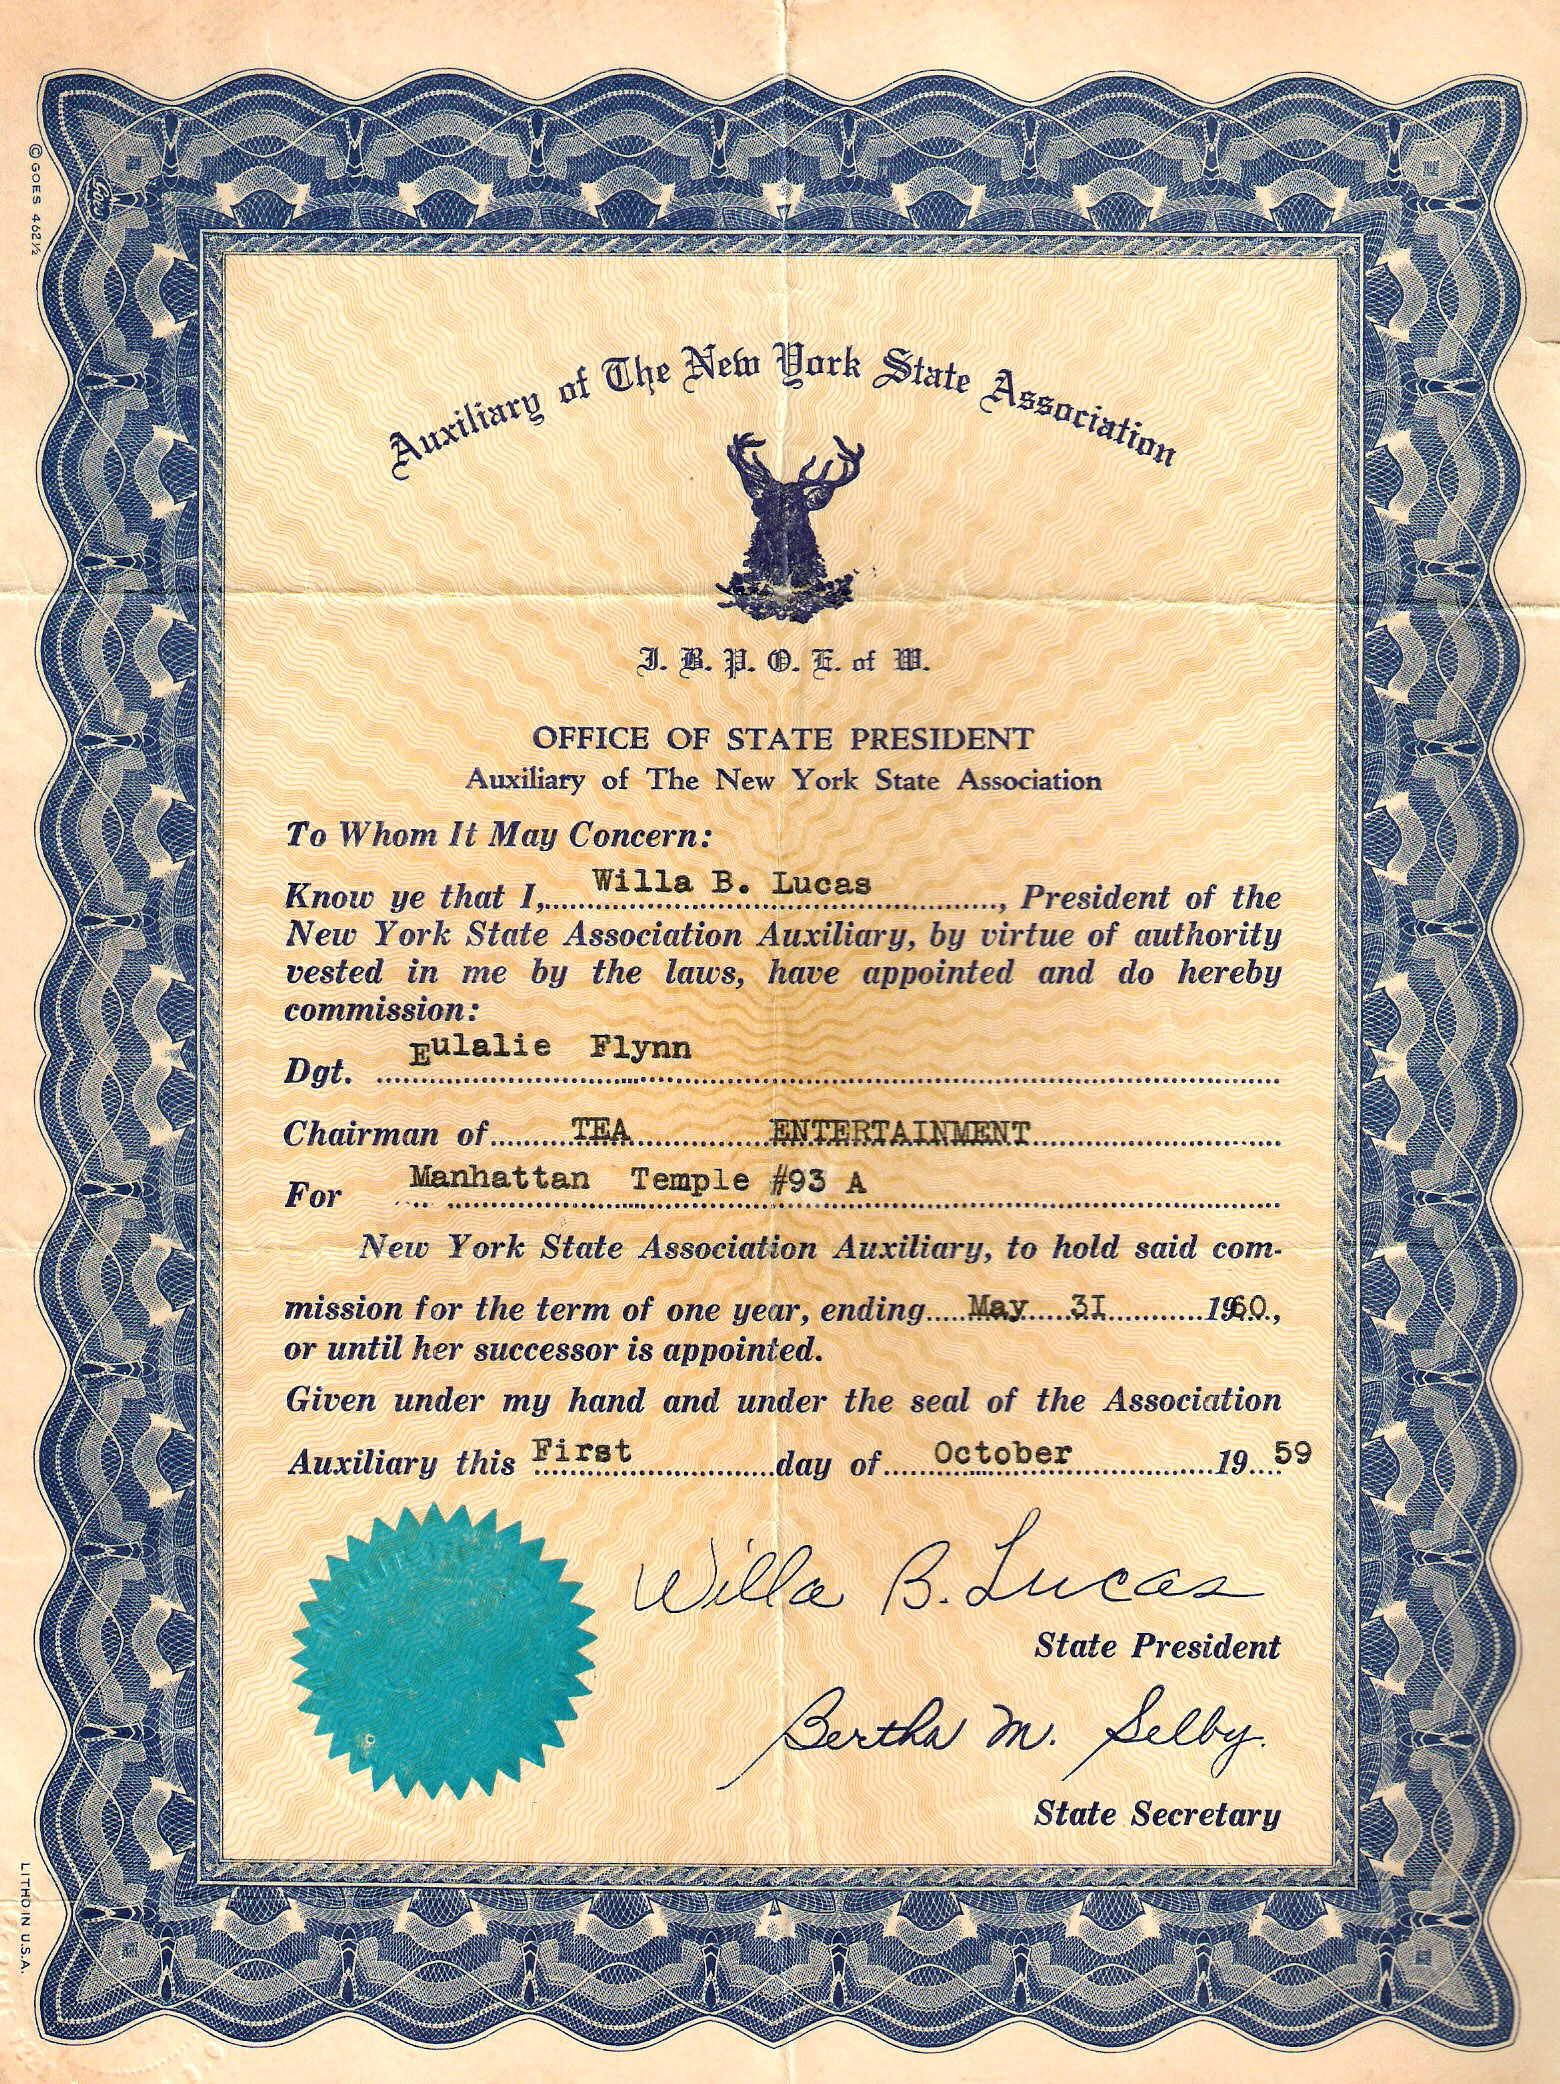 © GOES 462½
Goes
Auxiliary of The New York State Association
I. B. P. O. E. of W.
OFFICE OF STATE PRESIDENT
Auxiliary of The New York State Association
To Whom It May Concern:
Know ye that I, Willa B. Lucas, President of the
New York State Association Auxiliary, by virtue of authority
vested in me by the laws, have appointed and do hereby
commission:
Dgt. Eulalie Flynn
Chairman of TEA ENTERTAINMENT
For Manhattan Temple #93 A
New York State Association Auxiliary, to hold said com-
mission for the term of one year, ending May 3I 1960,
or until her successor is appointed.
Given under my hand and under the seal of the Association
Auxiliary this First day of October 19 59
Willa B. Lucas
State President
Bertha M. Selby.
State Secretary
LITHO IN U.S.A.